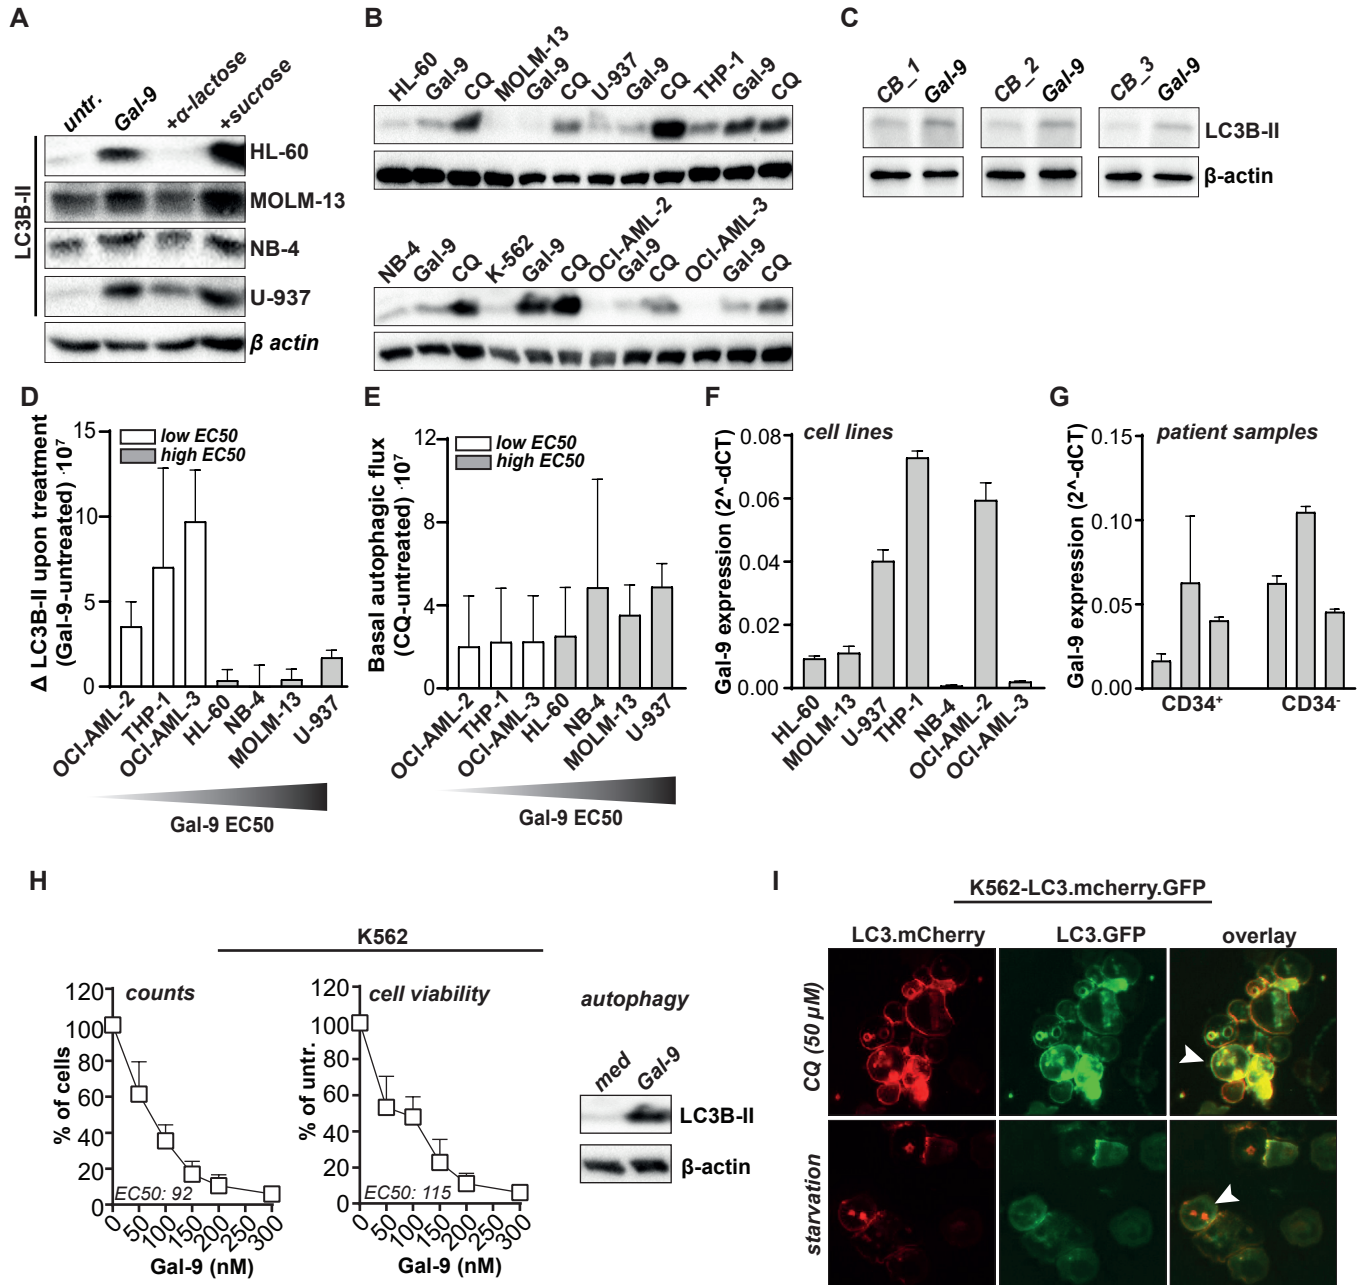 A
untr.
Gal-9
+α-lactose
+sucrose
LC3B-II
HL-60
MOLM-13
NB-4
U-937
β actin
B
HL-60
Gal-9
CQ
MOLM-13
Gal-9
CQ
U-937
Gal-9
CQ
THP-1
Gal-9
CQ
NB-4
Gal-9
CQ
K-562
Gal-9
CQ
OCI-AML-2
Gal-9
CQ
OCI-AML-3
Gal-9
CQ
C
CB_1
Gal-9
CB_2
Gal-9
CB_3
Gal-9
LC3B-II
β-actin
D
Δ LC3B-II upon treatment
(Gal-9-untreated) ·10⁷
15
10
5
0
low EC50
high EC50
OCI-AML-2
THP-1
OCI-AML-3
HL-60
NB-4
MOLM-13
U-937
Gal-9 EC50
E
Basal autophagic flux
(CQ-untreated) ·10⁷
12
8
4
0
low EC50
high EC50
OCI-AML-2
THP-1
OCI-AML-3
HL-60
NB-4
MOLM-13
U-937
Gal-9 EC50
F
Gal-9 expression (2^-dCT)
0.08
0.06
0.04
0.02
0.00
cell lines
HL-60
MOLM-13
U-937
THP-1
NB-4
OCI-AML-2
OCI-AML-3
G
Gal-9 expression (2^-dCT)
0.15
0.10
0.05
0.00
patient samples
CD34⁺
CD34⁻
H
K562
counts
% of cells
120
100
80
60
40
20
0
EC50: 92
0
50
100
150
200
250
300
Gal-9 (nM)
cell viability
% of untr.
120
100
80
60
40
20
0
EC50: 115
0
50
100
150
200
250
300
Gal-9 (nM)
autophagy
med
Gal-9
LC3B-II
β-actin
I
K562-LC3.mcherry.GFP
LC3.mCherry
LC3.GFP
overlay
CQ (50 µM)
starvation